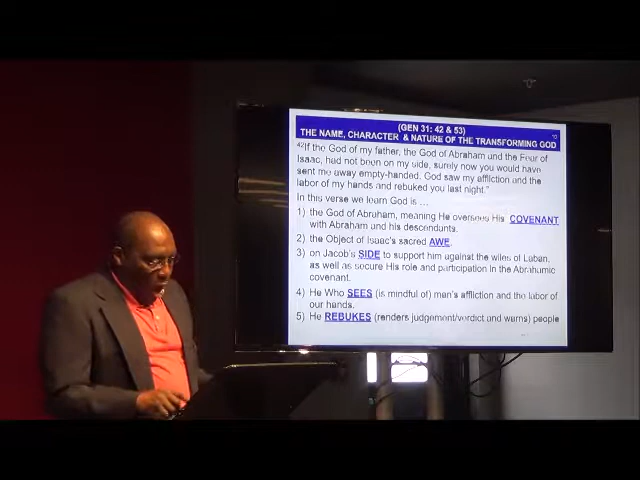 (GEN 31: 42 & 53)
10
THE NAME, CHARACTER & NATURE OF THE TRANSFORMING GOD
42If the God of my father, the God of Abraham and the Fear of
Isaac, had not been on my side, surely now you would have
sent me away empty-handed. God saw my affliction and the
labor of my hands and rebuked you last night."
In this verse we learn God is ...
1) the God of Abraham, meaning He oversees His COVENANT
with Abraham and his descendants.
2) the Object of Isaac's sacred AWE.
3) on Jacob's SIDE to support him against the wiles of Laban,
as well as secure His role and participation in the Abrahamic
covenant.
4) He Who SEES (is mindful of) man's affliction and the labor of
our hands.
5) He REBUKES (renders judgement/verdict and warns) people